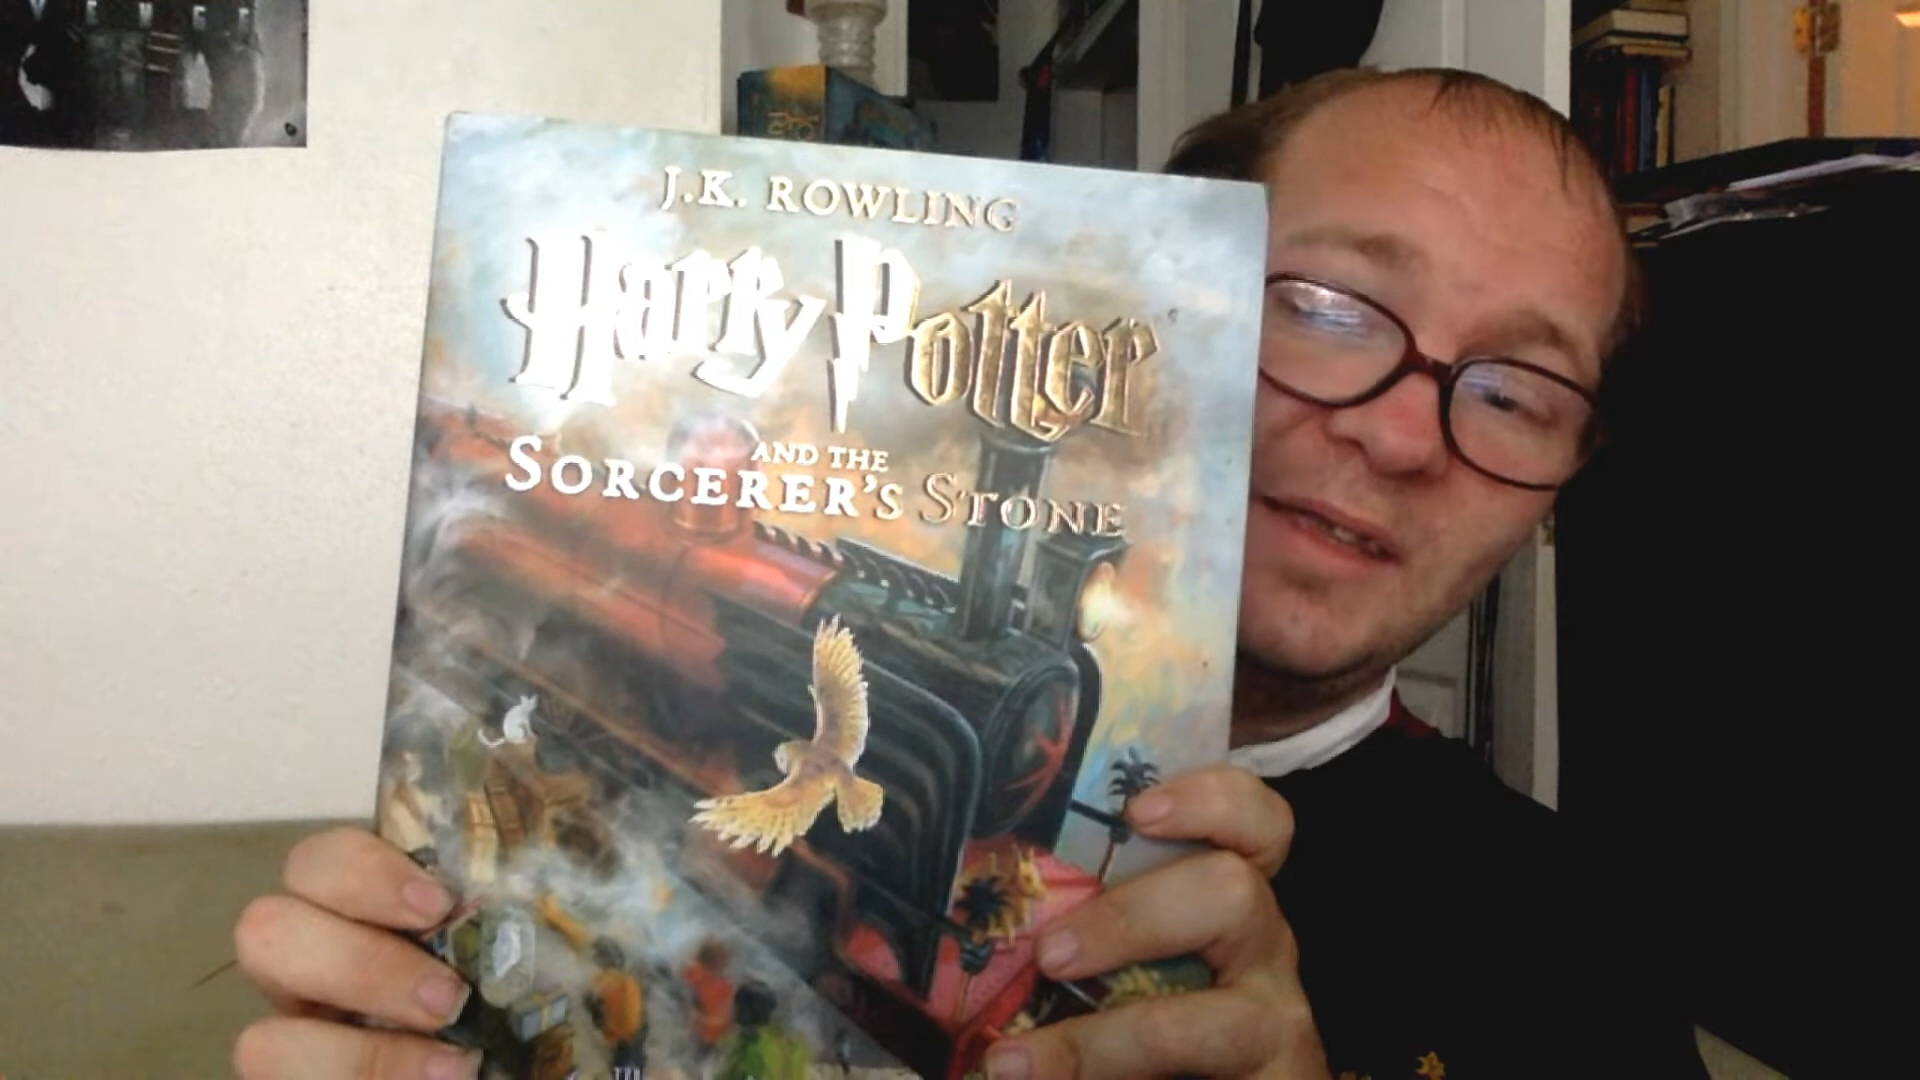 J.K. ROWLING
Harry Potter
AND THE
SORCERER'S STONE